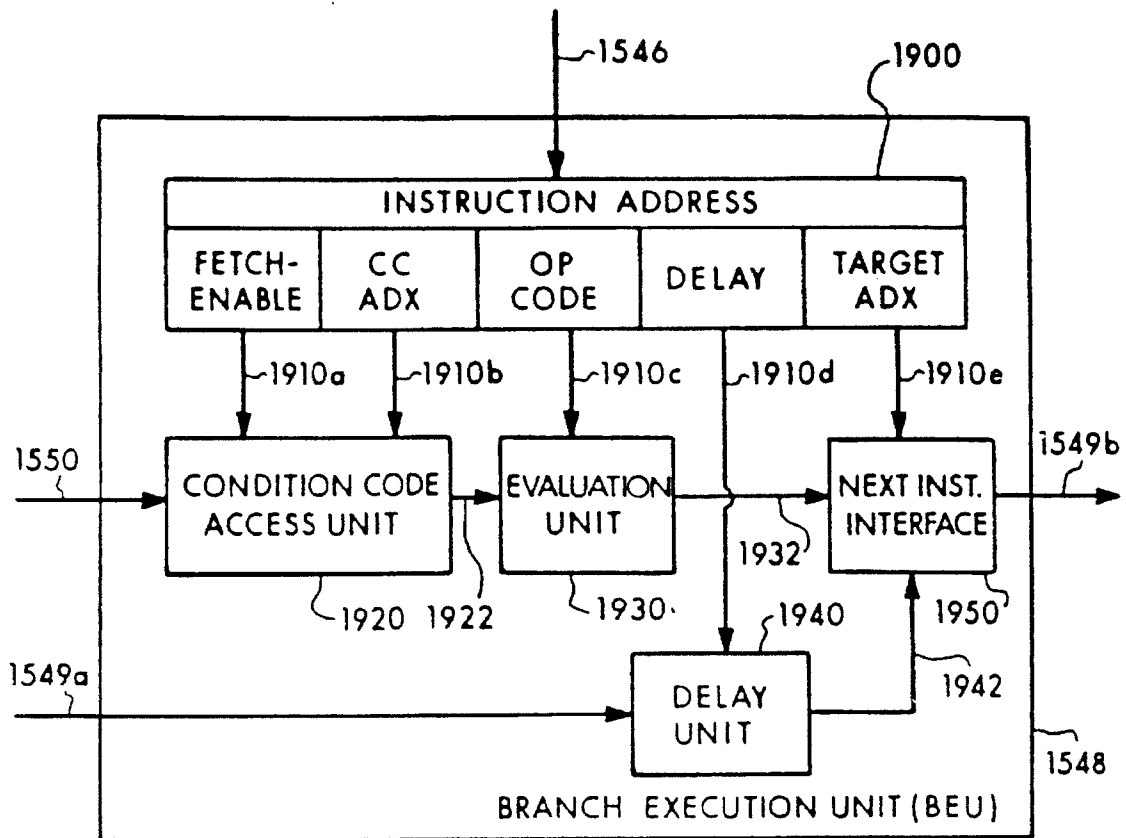 1546
1900
INSTRUCTION ADDRESS
FETCH-
ENABLE
CC
ADX
OP
CODE
DELAY
TARGET
ADX
1910a
1910b
1910c
1910d
1910e
1550
1549b
CONDITION CODE
ACCESS UNIT
EVALUATION
UNIT
NEXT INST.
INTERFACE
1932
1920
1922
1930
1940
1950
1549a
DELAY
UNIT
1942
1548
BRANCH EXECUTION UNIT (BEU)